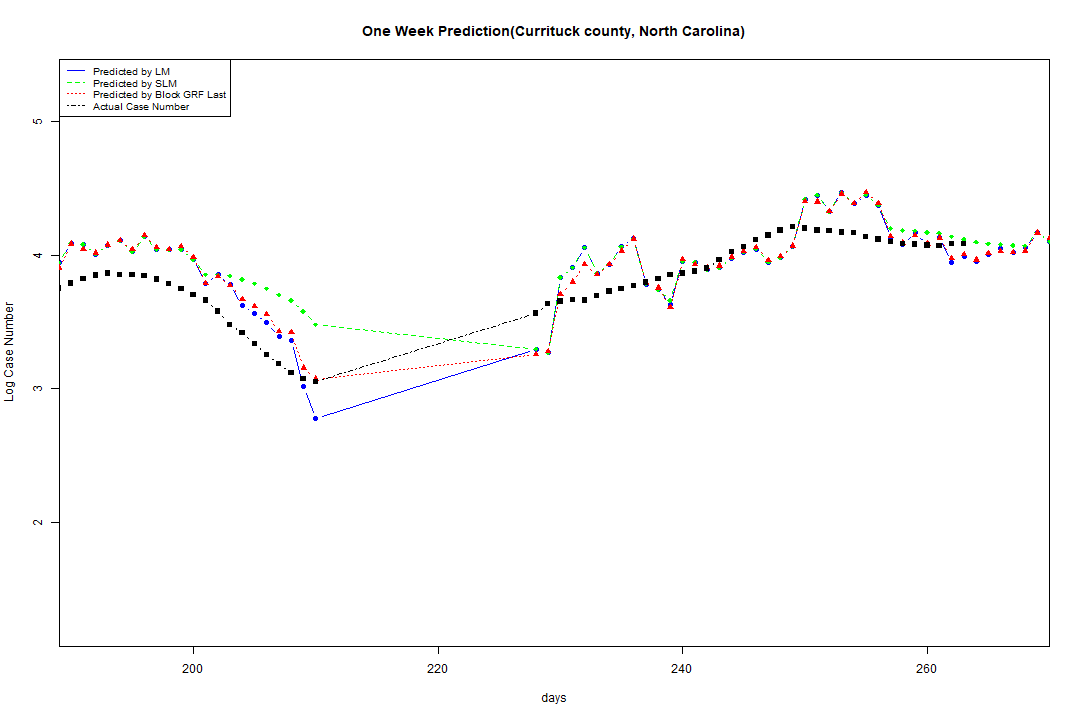 One Week Prediction(Currituck county, North Carolina)
Predicted by LM
Predicted by SLM
Predicted by Block GRF Last
Actual Case Number
Log Case Number
5
4
3
2
200 220 240 260
days